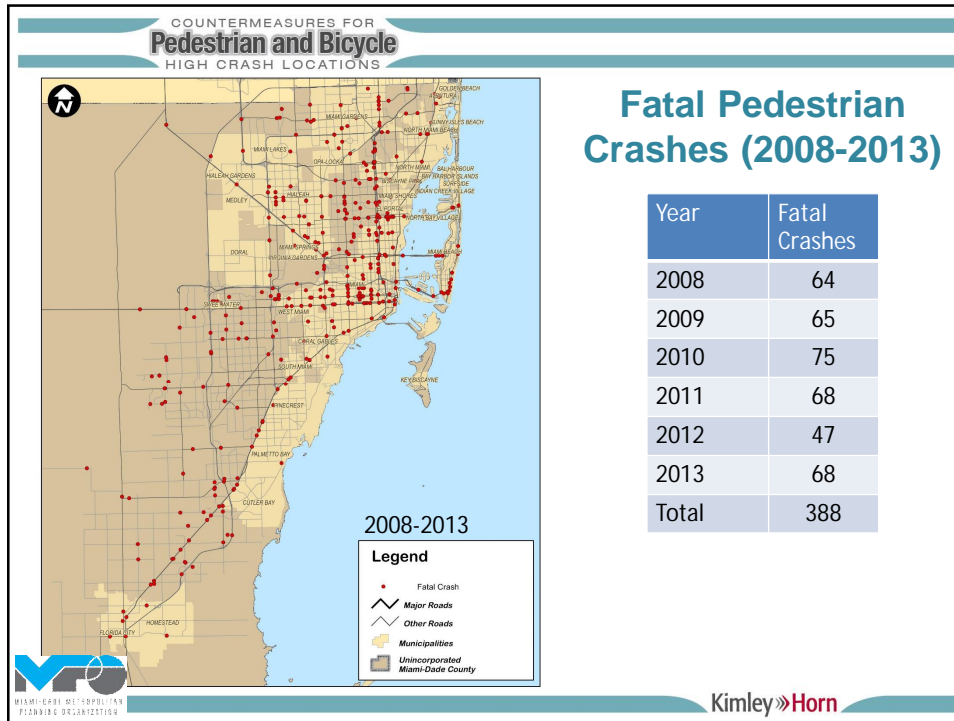 COUNTERMEASURES FOR
Pedestrian and Bicycle
HIGH CRASH LOCATIONS
Fatal Pedestrian
Crashes (2008-2013)
Year Fatal Crashes
2008 64
2009 65
2010 75
2011 68
2012 47
2013 68
Total 388
N
GOLDEN BEACH
AVENTURA
MIAMI GARDENS
SUNNY ISLES BEACH
NORTH MIAMI BEACH
MIAMI LAKES
OPA-LOCKA
NORTH MIAMI
BAL HARBOUR
BAY HARBOR ISLANDS
SURFSIDE
INDIAN CREEK VILLAGE
HIALEAH GARDENS
BISCAYNE PARK
MIAMI SHORES
HIALEAH
MEDLEY
EL PORTAL
NORTH BAY VILLAGE
MIAMI SPRINGS
VIRGINIA GARDENS
DORAL
MIAMI BEACH
MIAMI
SWEETWATER
WEST MIAMI
CORAL GABLES
SOUTH MIAMI
KEY BISCAYNE
PINECREST
PALMETTO BAY
CUTLER BAY
HOMESTEAD
FLORIDA CITY
2008-2013
Legend
Fatal Crash
Major Roads
Other Roads
Municipalities
Unincorporated
Miami-Dade County
MPO
MIAMI-DADE METROPOLITAN
PLANNING ORGANIZATION
Kimley»Horn